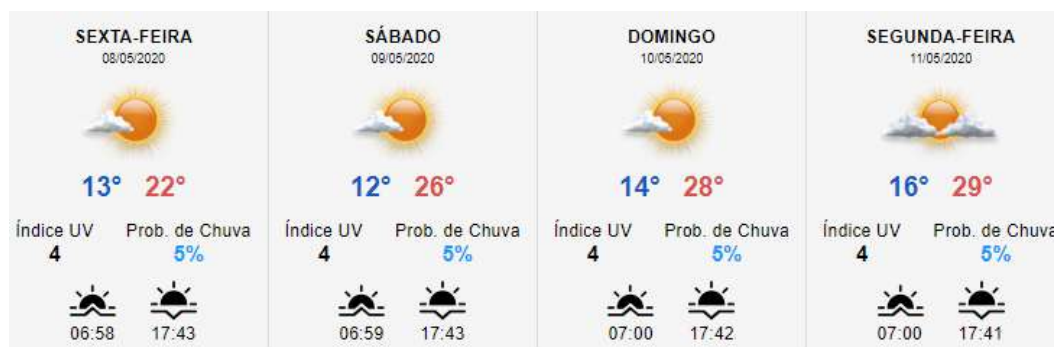 SEXTA-FEIRA
08/05/2020
13° 22°
Índice UV Prob. de Chuva
4 5%
06:58 17:43
SÁBADO
09/05/2020
12° 26°
Índice UV Prob. de Chuva
4 5%
06:59 17:43
DOMINGO
10/05/2020
14° 28°
Índice UV Prob. de Chuva
4 5%
07:00 17:42
SEGUNDA-FEIRA
11/05/2020
16° 29°
Índice UV Prob. de Chuva
4 5%
07:00 17:41